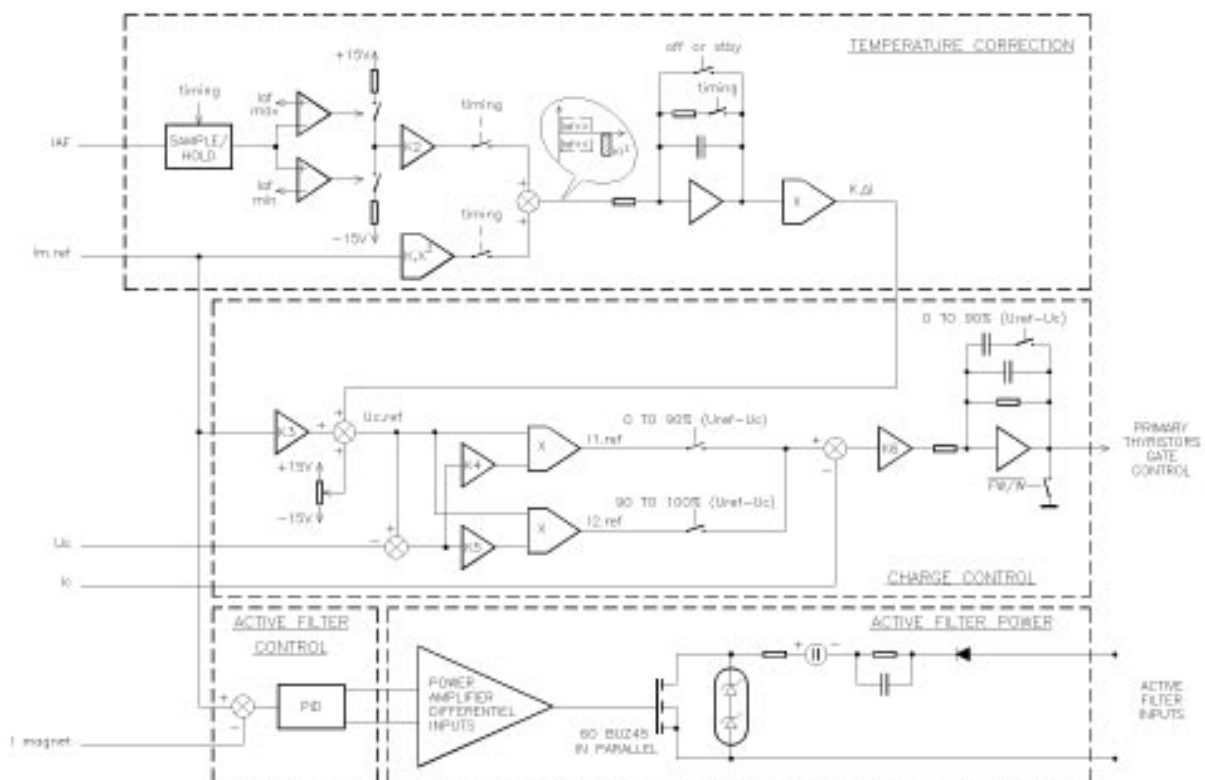 TEMPERATURE CORRECTION
off or stby
timing
+15V
timing
Iaf
max
timing
IAF
SAMPLE/
HOLD
K2
K.ΔI
X
Iaf
min
timing
-15V
Im.ref
0 TO 90% (Uref-Uc)
K3
Uc.ref
0 TO 90% (Uref-Uc)
X
I1.ref
K4
K6
PRIMARY
THYRISTORS
GATE
CONTROL
+15V
-15V
90 TO 100% (Uref-Uc)
X
I2.ref
K5
Uc
CHARGE CONTROL
ACTIVE FILTER
CONTROL
ACTIVE FILTER POWER
PID
POWER
AMPLIFIER
DIFFERENTIEL
INPUTS
60 BUZ45
IN PARALLEL
ACTIVE
FILTER
INPUTS
I magnet